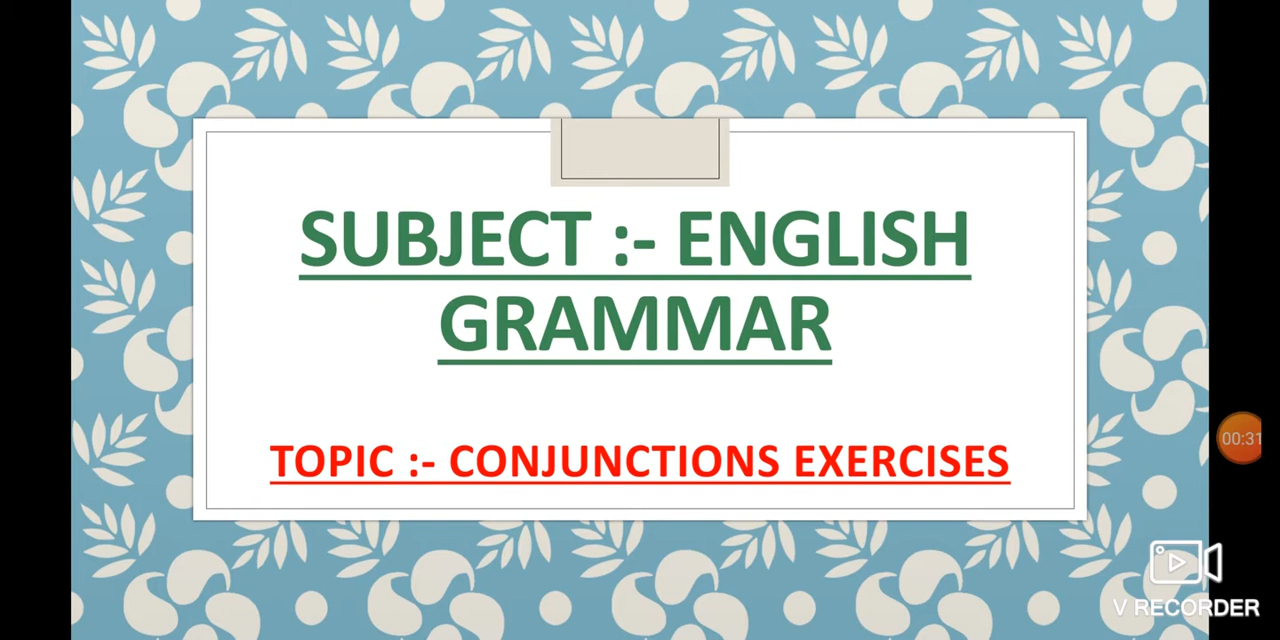 SUBJECT :- ENGLISH
GRAMMAR
TOPIC :- CONJUNCTIONS EXERCISES
00:31
V RECORDER